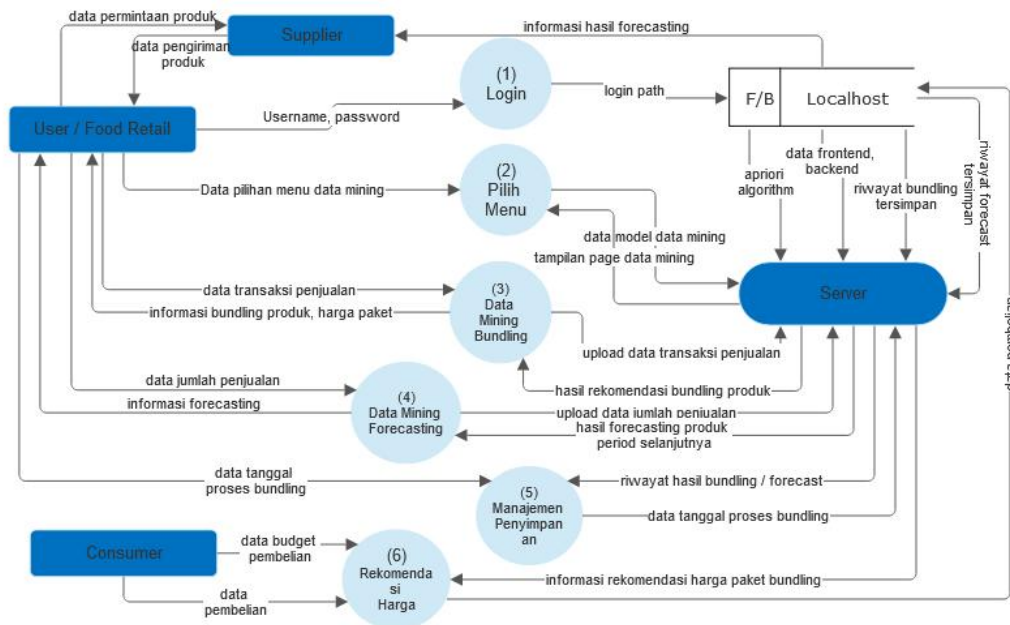 data permintaan produk
Supplier
data pengiriman
produk
informasi hasil forecasting
(1)
Login
login path
F/B
Localhost
User / Food Retail
Username, password
apriori
algorithm
data frontend,
backend
riwayat bundling
tersimpan
riwayat forecast
tersimpan
(2)
Pilih
Menu
Data pilihan menu data mining
data model data mining
tampilan page data mining
Server
(3)
Data
Mining
Bundling
data transaksi penjualan
informasi bundling produk, harga paket
upload data transaksi penjualan
hasil rekomendasi bundling produk
(4)
Data Mining
Forecasting
data jumlah penjualan
informasi forecasting
upload data jumlah penjualan
hasil forecasting produk
period selanjutnya
data tanggal
proses bundling
(5)
Manajemen
Penyimpan
an
riwayat hasil bundling / forecast
data tanggal proses bundling
Consumer
data budget
pembelian
data
pembelian
(6)
Rekomenda
si
Harga
informasi rekomendasi harga paket bundling